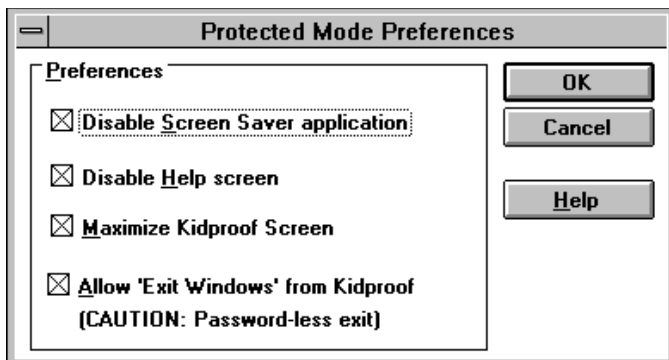 Protected Mode Preferences
Preferences
Disable Screen Saver application
Disable Help screen
Maximize Kidproof Screen
Allow 'Exit Windows' from Kidproof
(CAUTION: Password-less exit)
OK
Cancel
Help